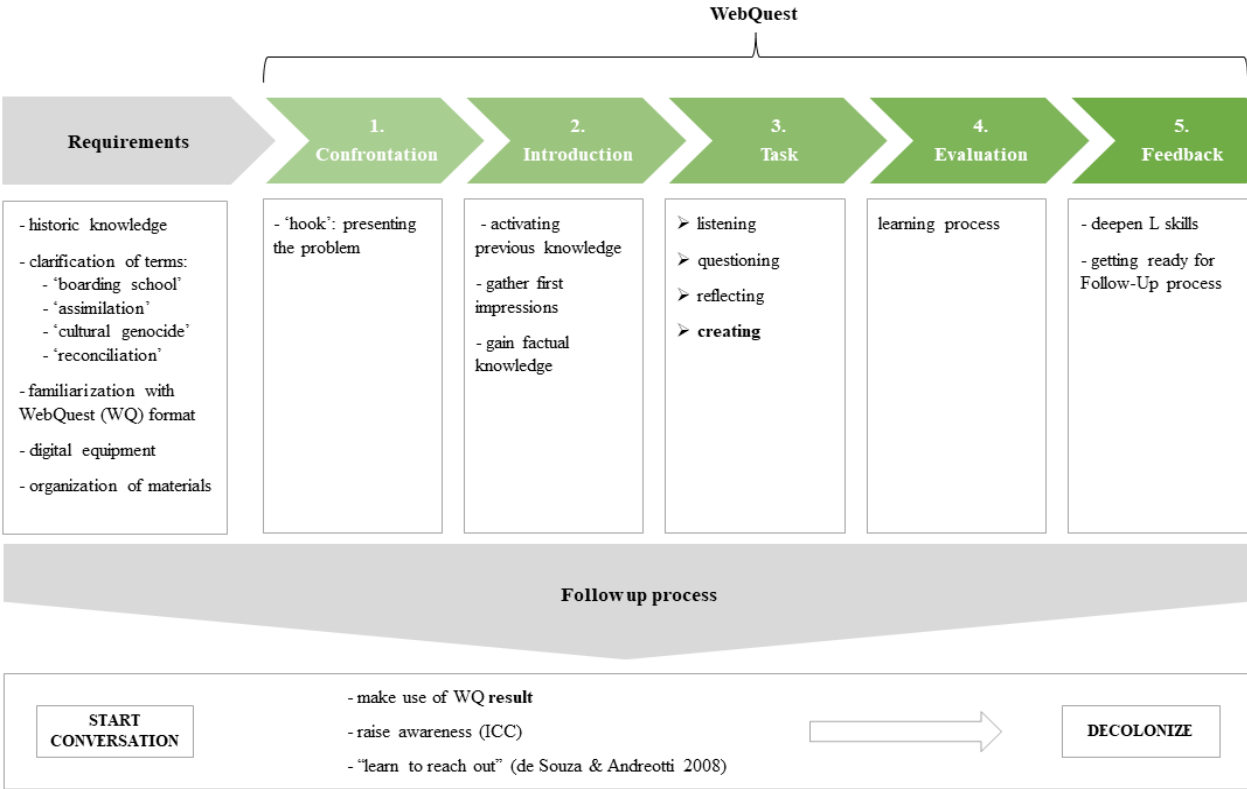 WebQuest
Requirements
1.
Confrontation
2.
Introduction
3.
Task
4.
Evaluation
5.
Feedback
- historic knowledge
- clarification of terms:
- ‘boarding school’
- ‘assimilation’
- ‘cultural genocide’
- ‘reconciliation’
- familiarization with
WebQuest (WQ) format
- digital equipment
- organization of materials
- ‘hook’: presenting
the problem
- activating
previous knowledge
- gather first
impressions
- gain factual
knowledge
➢ listening
➢ questioning
➢ reflecting
➢ creating
learning process
- deepen L skills
- getting ready for
Follow-Up process
Follow up process
START
CONVERSATION
- make use of WQ result
- raise awareness (ICC)
- “learn to reach out” (de Souza & Andreotti 2008)
DECOLONIZE